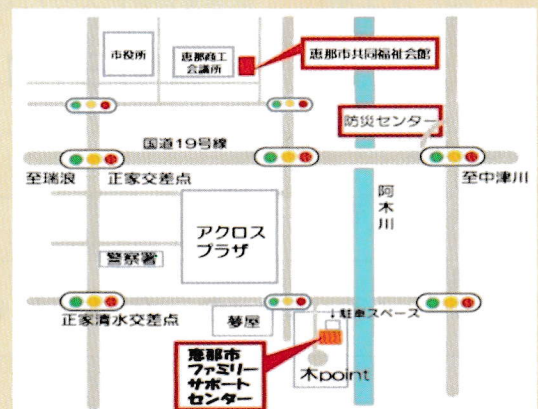 市役所
恵那商工
会議所
恵那市共同福祉会館
防災センター
国道19号線
至瑞浪
正家交差点
至中津川
アクロス
プラザ
阿木川
警察署
正家清水交差点
夢屋
↓駐車スペース
恵那市
ファミリー
サポート
センター
木point